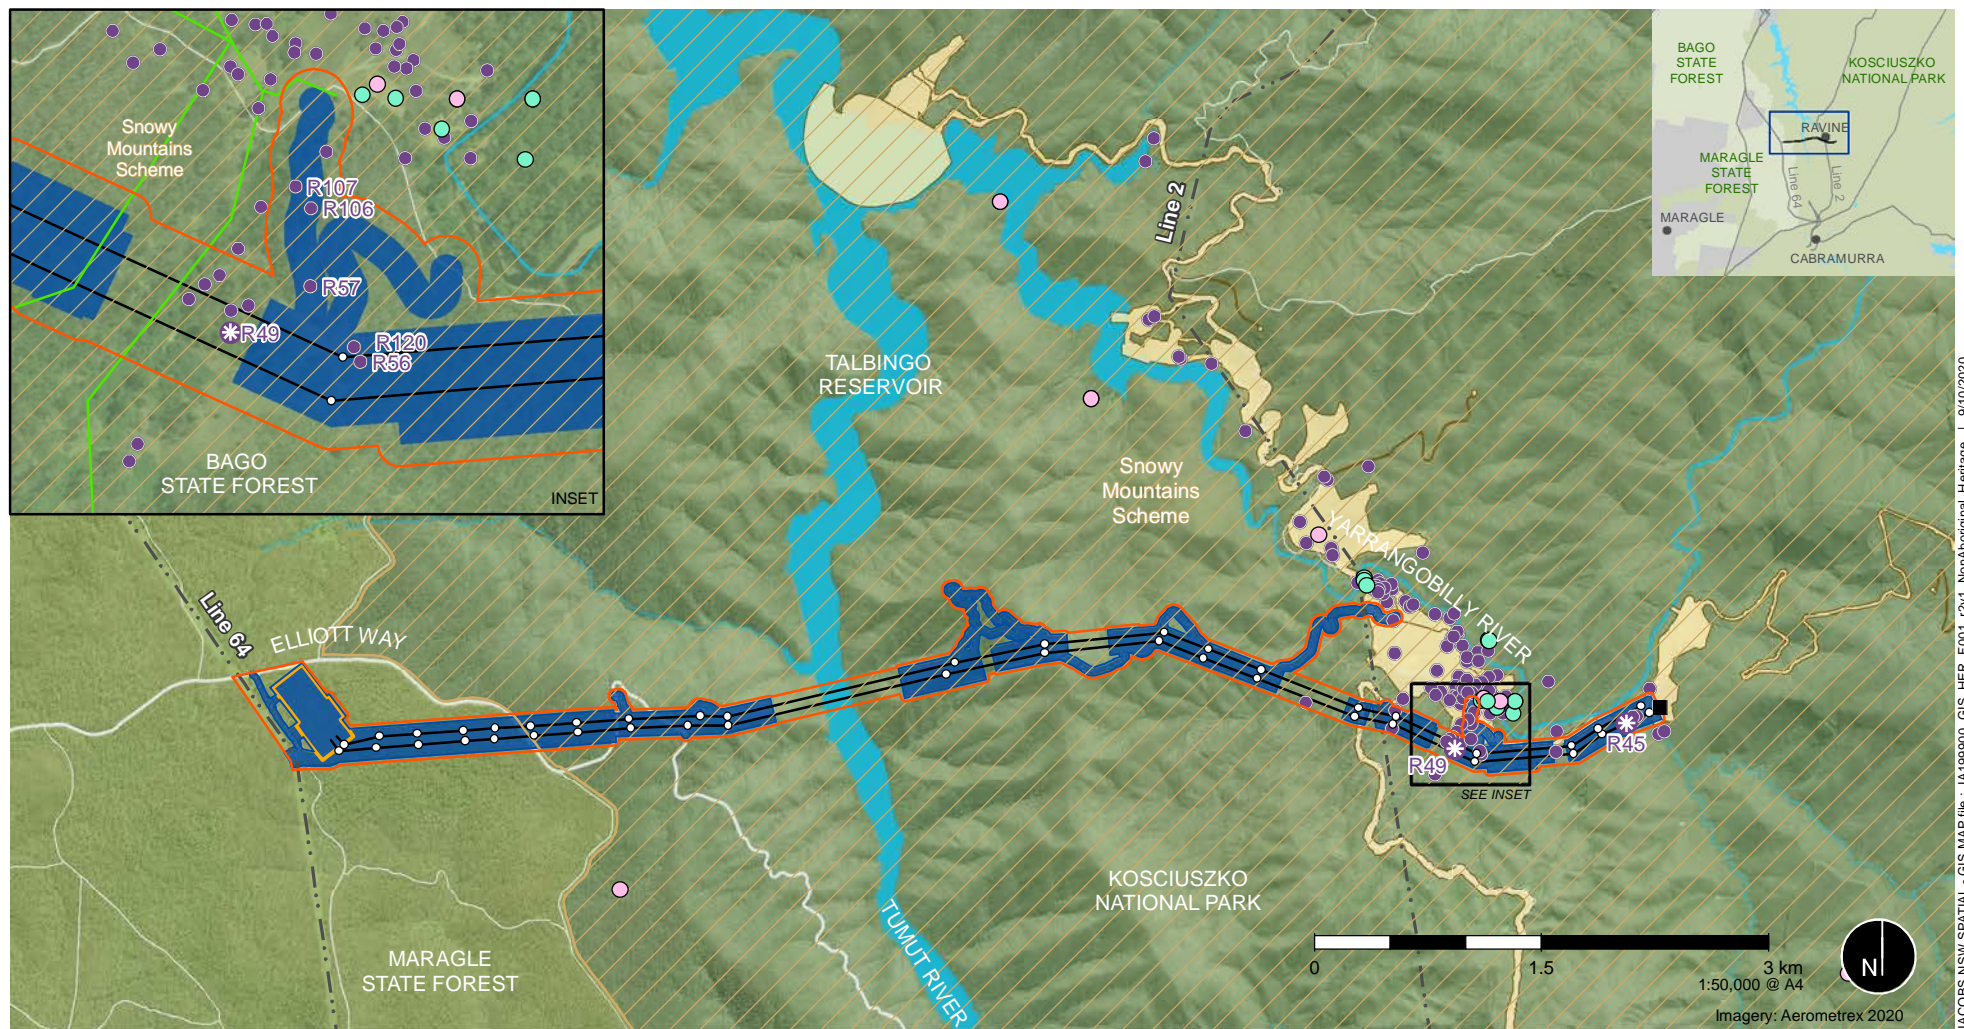 Snowy
Mountains
Scheme
R107
R106
R57
R49
R120
R56
BAGO
STATE FOREST
INSET
Line 2
TALBINGO
RESERVOIR
Snowy
Mountains
Scheme
YARRANGOBILLY RIVER
Line 64
ELLIOTT WAY
R45
R49
SEE INSET
KOSCIUSZKO
NATIONAL PARK
TUMUT RIVER
MARAGLE
STATE FOREST
BAGO
STATE
FOREST
KOSCIUSZKO
NATIONAL PARK
RAVINE
MARAGLE
STATE
FOREST
Line 64
Line 2
MARAGLE
CABRAMURRA
0 1.5 3 km
1:50,000 @ A4
N
Imagery: Aerometrex 2020